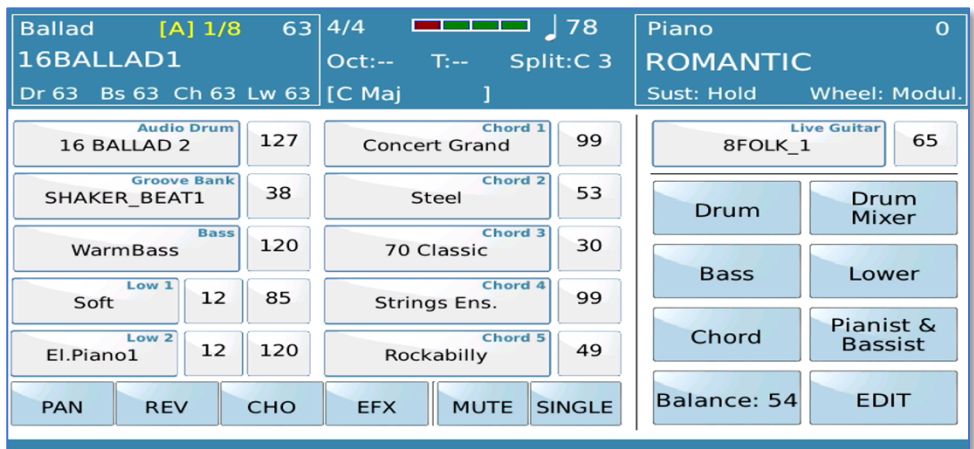 Ballad [A] 1/8 63
16BALLAD1
Dr 63 Bs 63 Ch 63 Lw 63
4/4 78
Oct:-- T:-- Split:C 3
[C Maj ]
Piano 0
ROMANTIC
Sust: Hold Wheel: Modul.
Audio Drum
16 BALLAD 2 127
Groove Bank
SHAKER_BEAT1 38
Bass
WarmBass 120
Low 1
Soft 12 85
Low 2
El.Piano1 12 120
Chord 1
Concert Grand 99
Chord 2
Steel 53
Chord 3
70 Classic 30
Chord 4
Strings Ens. 99
Chord 5
Rockabilly 49
Live Guitar
8FOLK_1 65
Drum
Drum
Mixer
Bass
Lower
Chord
Pianist &
Bassist
Balance: 54
EDIT
PAN REV CHO EFX MUTE SINGLE